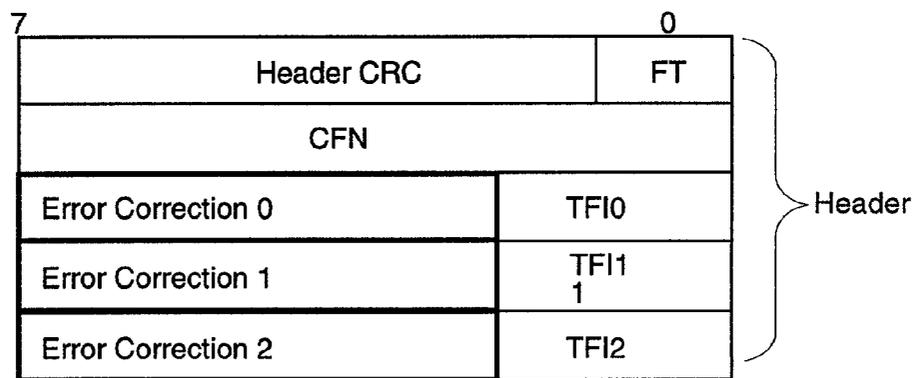 7 0
Header CRC FT
CFN
Error Correction 0 TFI0
Header
Error Correction 1 TFI1
1
Error Correction 2 TFI2